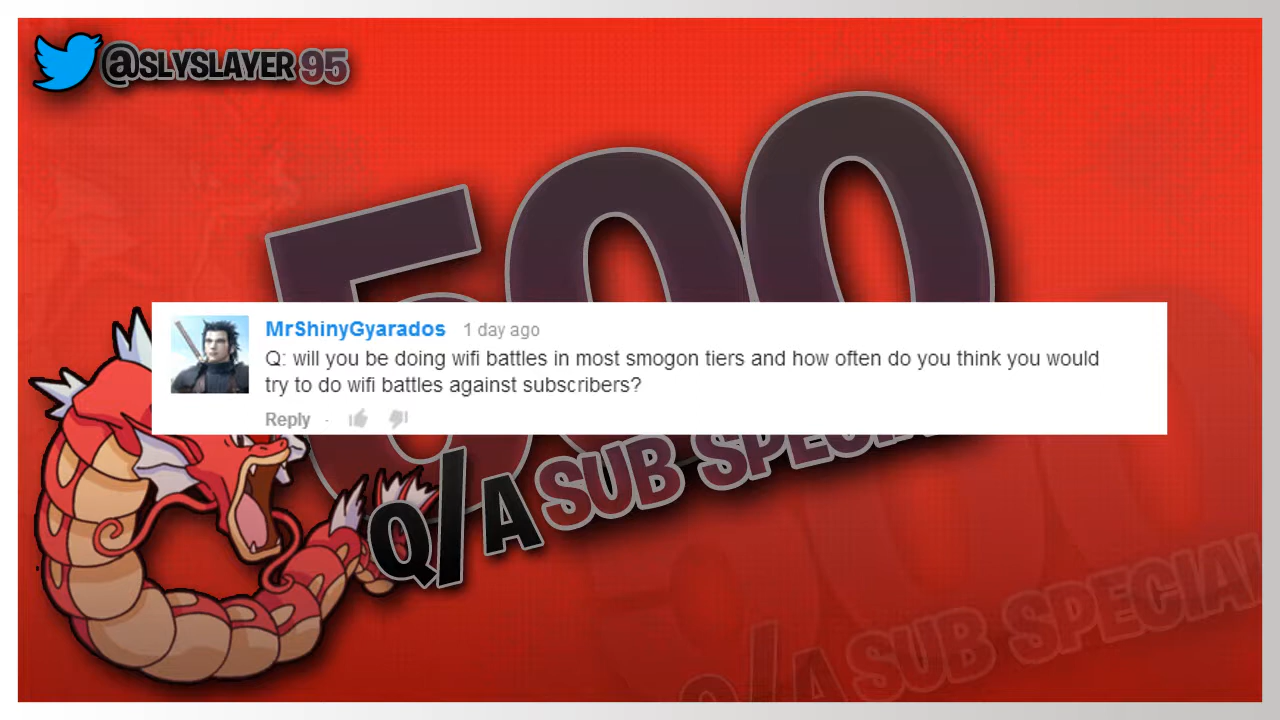 @SLYSLAYER 95
500
MrShinyGyarados 1 day ago
Q: will you be doing wifi battles in most smogon tiers and how often do you think you would
try to do wifi battles against subscribers?
Reply ·
Q/A SUB SPECIAL
Q/A SUB SPECIAL